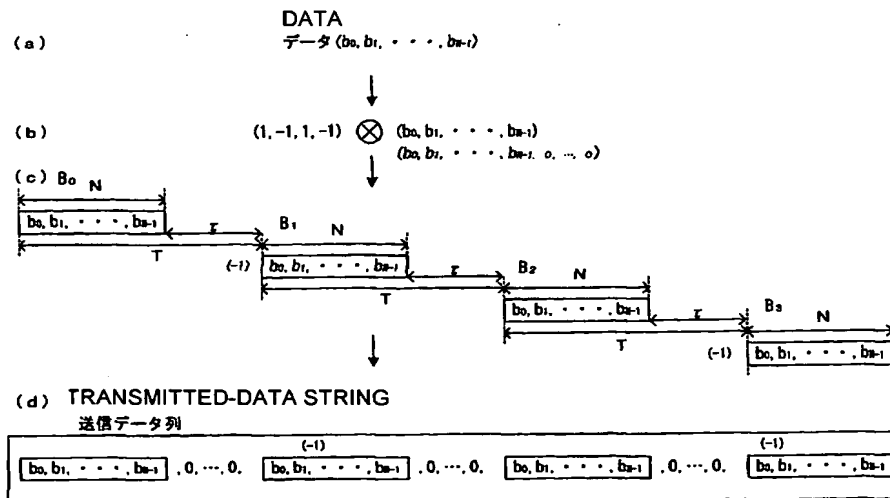 DATA
(a) データ(b₀, b₁, ・・・, bN-1)
(b) (1, -1, 1, -1) ⊗ (b₀, b₁, ・・・, bN-1)
(b₀, b₁, ・・・, bN-1, 0, …, 0)
(c) B₀
N
b₀, b₁, ・・・, bN-1
τ
T
B₁
N
(-1) b₀, b₁, ・・・, bN-1
τ
T
B₂
N
b₀, b₁, ・・・, bN-1
τ
T
B₃
N
(-1) b₀, b₁, ・・・, bN-1
(d) TRANSMITTED-DATA STRING
送信データ列
(-1) (-1)
b₀, b₁, ・・・, bN-1 , 0, …, 0, b₀, b₁, ・・・, bN-1 , 0, …, 0, b₀, b₁, ・・・, bN-1 , 0, …, 0, b₀, b₁, ・・・, bN-1